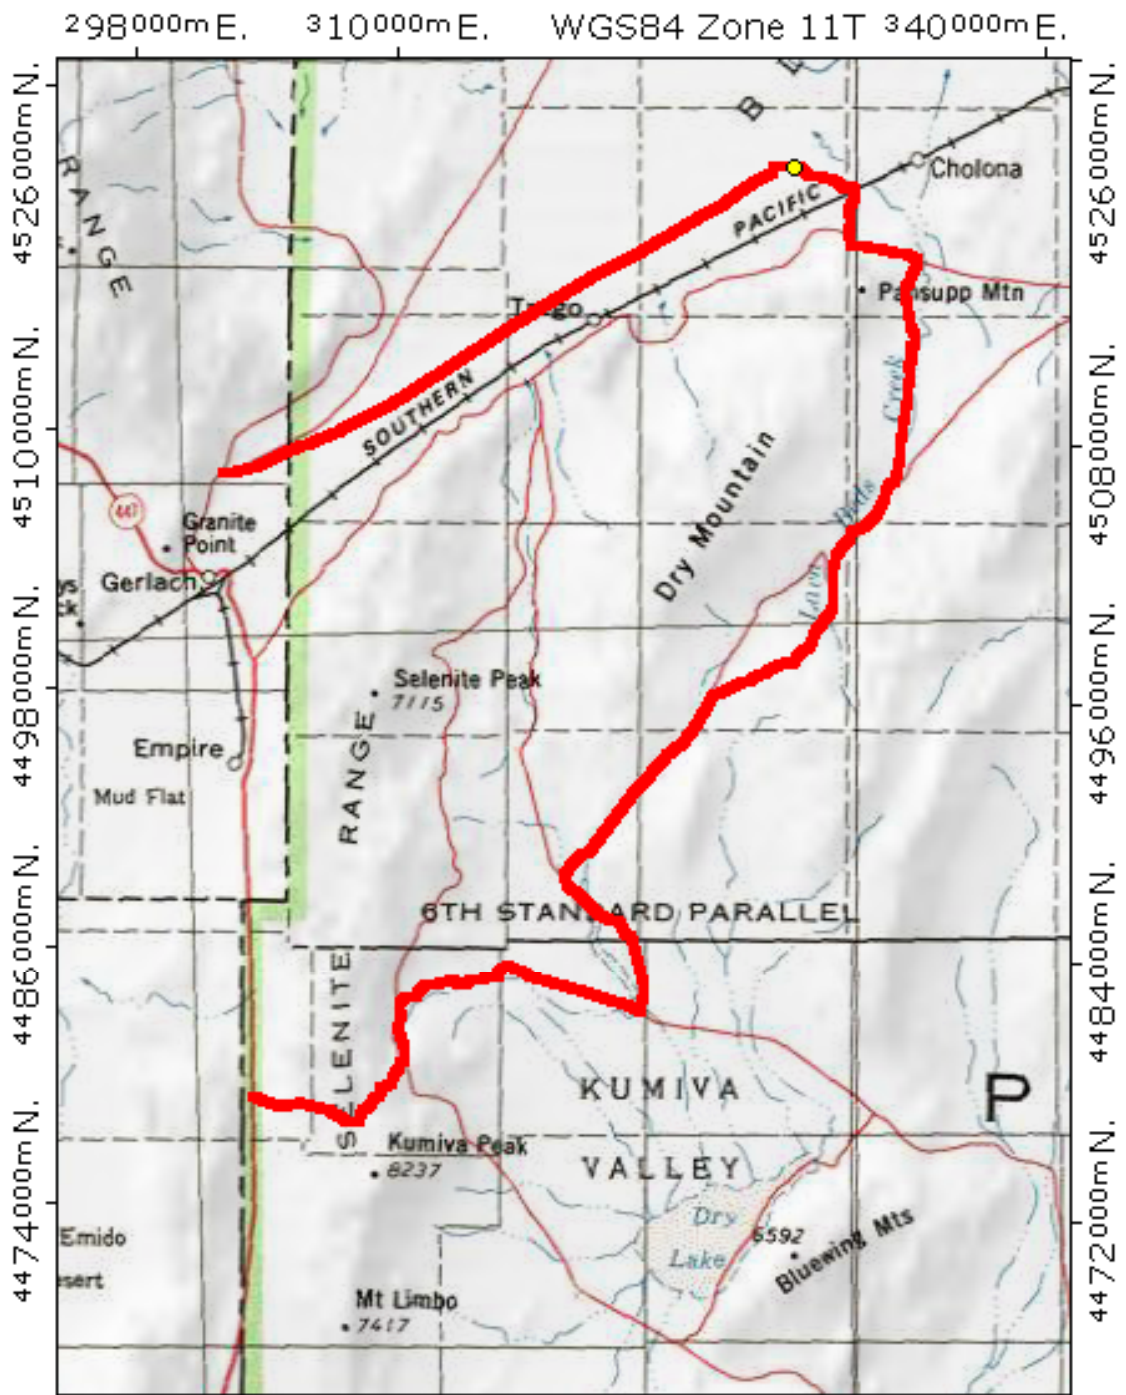 298000mE. 310000mE. WGS84 Zone 11T 340000mE.
4526000mN.
4510000mN.
4498000mN.
4486000mN.
4474000mN.
4526000mN.
4508000mN.
4496000mN.
4484000mN.
4472000mN.
B L
RANGE
Cholona
PACIFIC
Pahsupp Mtn
SOUTHERN
Creek
447
Granite
Point
Gerlach
Dry Mountain
Selenite Peak
7115
RANGE
Empire
Mud Flat
6TH STANDARD PARALLEL
SELENITE
KUMIVA
VALLEY
P
Kumiva Peak
8237
Dry
Lake
6592
Bluewing Mts
Emido
esert
Mt Limbo
7417